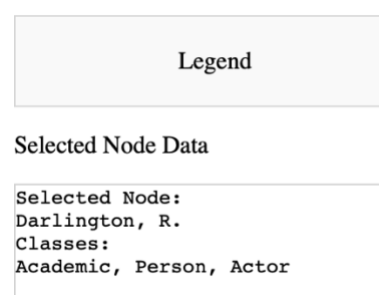 Legend
Selected Node Data
Selected Node:
Darlington, R.
Classes:
Academic, Person, Actor